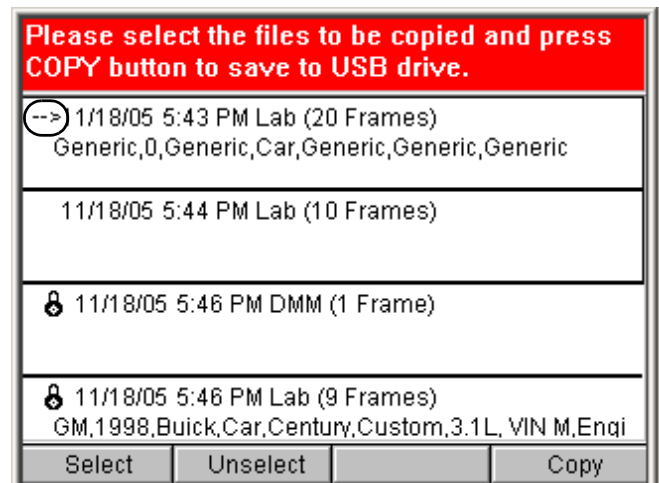 Please select the files to be copied and press
COPY button to save to USB drive.
--> 1/18/05 5:43 PM Lab (20 Frames)
Generic,0,Generic,Car,Generic,Generic,Generic
11/18/05 5:44 PM Lab (10 Frames)
11/18/05 5:46 PM DMM (1 Frame)
11/18/05 5:46 PM Lab (9 Frames)
GM,1998,Buick,Car,Century,Custom,3.1L, VIN M,Engi
Select Unselect Copy